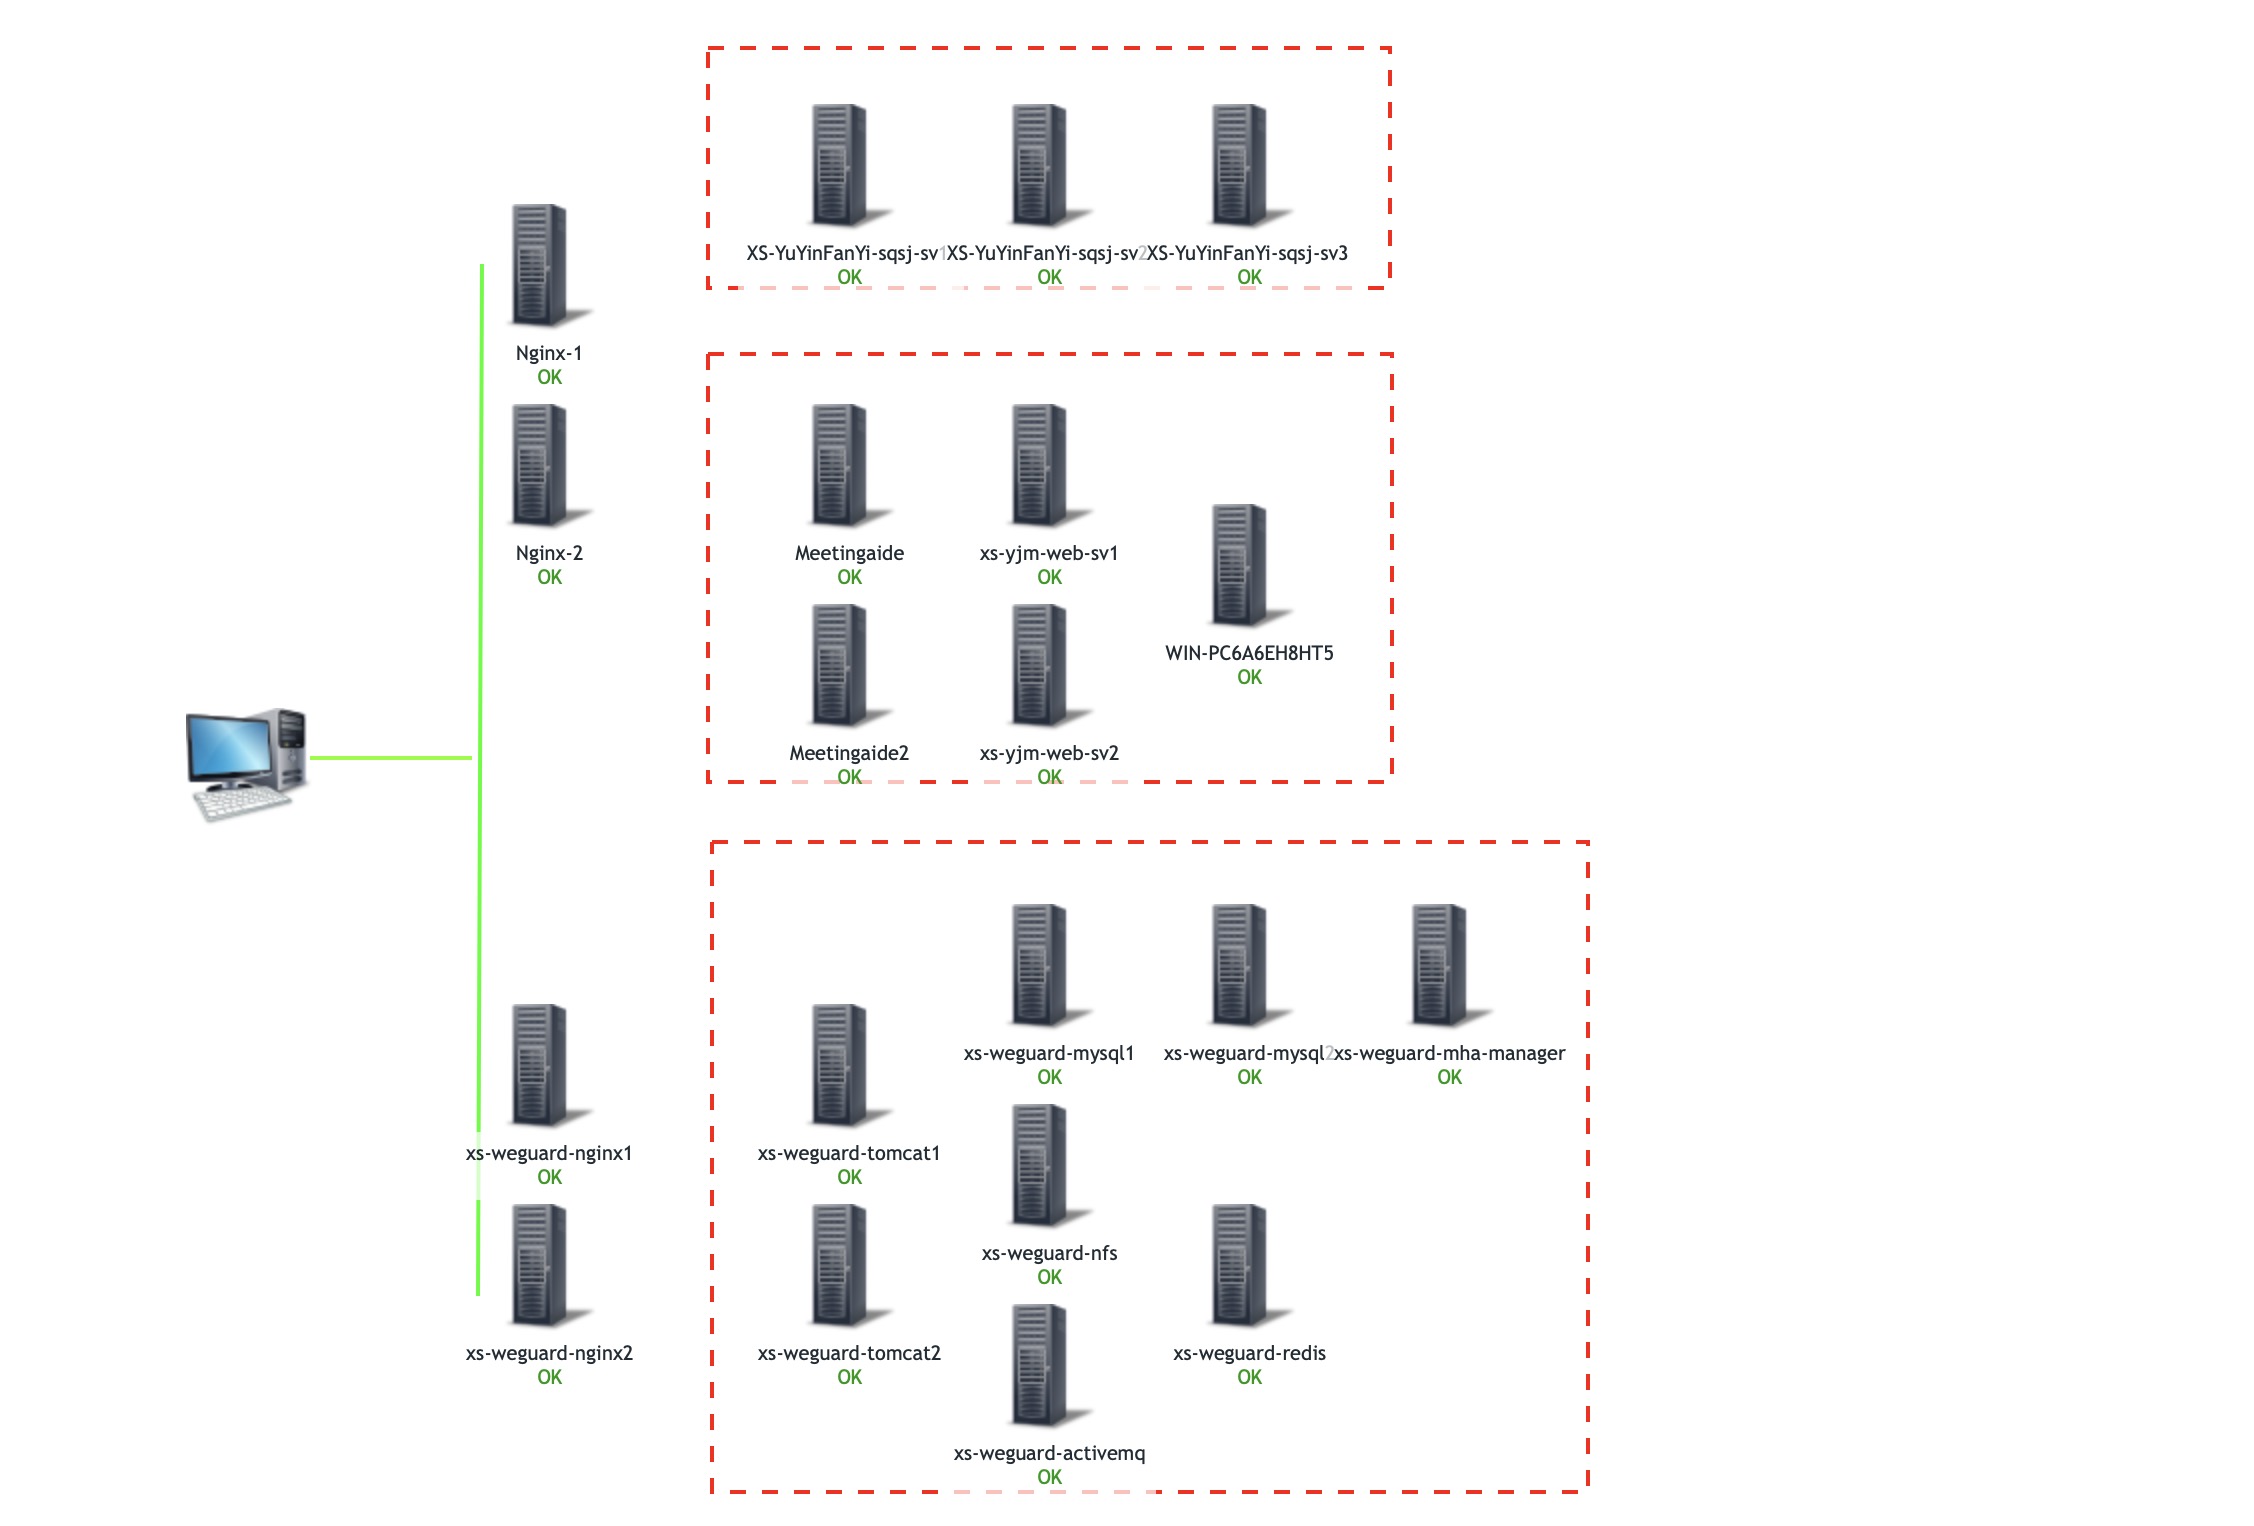 XS-YuYinFanYi-sqsj-sv1
OK
XS-YuYinFanYi-sqsj-sv2
OK
XS-YuYinFanYi-sqsj-sv3
OK
Nginx-1
OK
Nginx-2
OK
Meetingaide
OK
xs-yjm-web-sv1
OK
WIN-PC6A6EH8HT5
OK
Meetingaide2
OK
xs-yjm-web-sv2
OK
xs-weguard-mysql1
OK
xs-weguard-mysql2
OK
xs-weguard-mha-manager
OK
xs-weguard-nginx1
OK
xs-weguard-tomcat1
OK
xs-weguard-nfs
OK
xs-weguard-nginx2
OK
xs-weguard-tomcat2
OK
xs-weguard-redis
OK
xs-weguard-activemq
OK